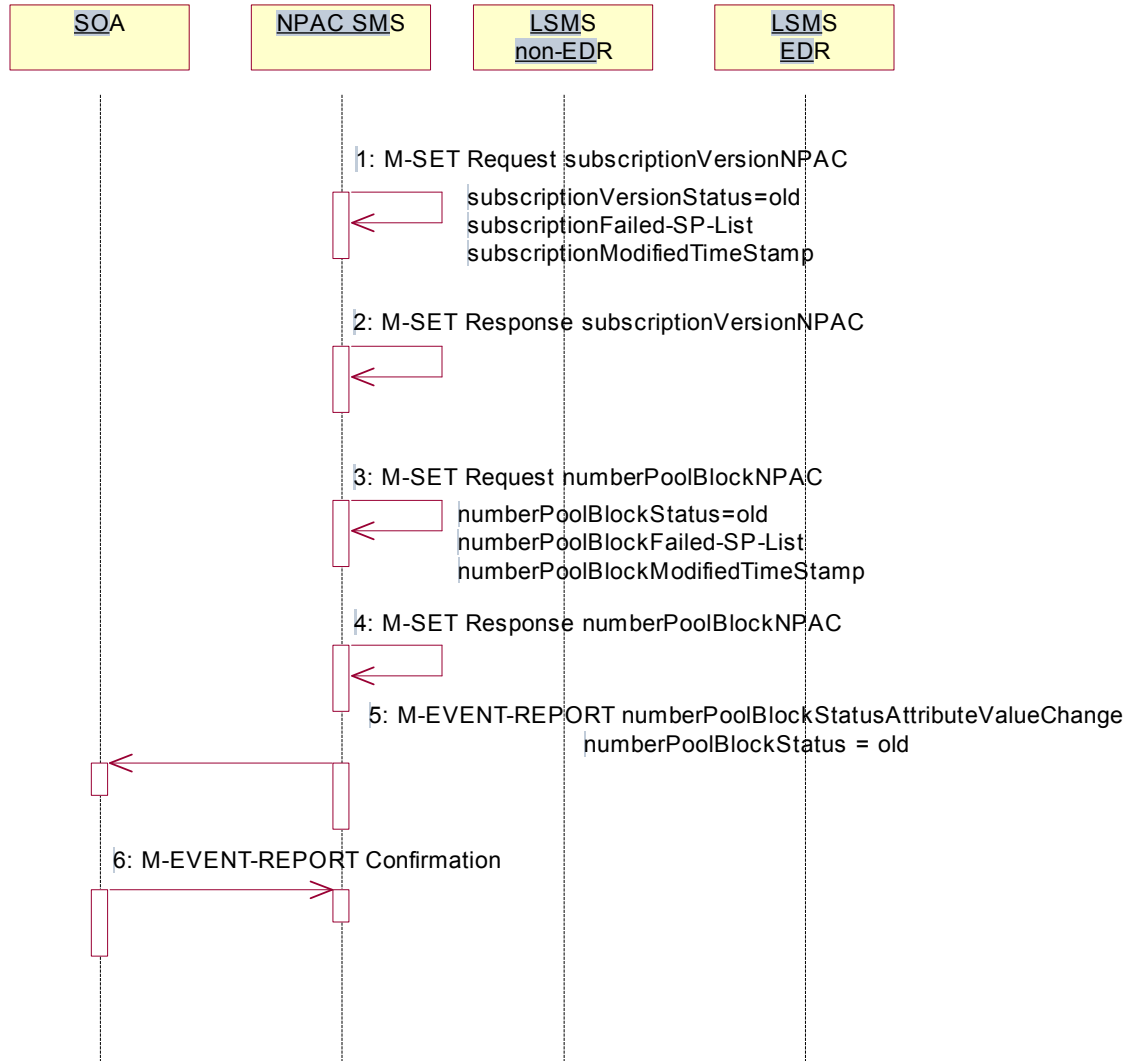 SOA
NPAC SMS
LSMS
non-EDR
LSMS
EDR
1: M-SET Request subscriptionVersionNPAC
subscriptionVersionStatus=old
subscriptionFailed-SP-List
subscriptionModifiedTimeStamp
2: M-SET Response subscriptionVersionNPAC
3: M-SET Request numberPoolBlockNPAC
numberPoolBlockStatus=old
numberPoolBlockFailed-SP-List
numberPoolBlockModifiedTimeStamp
4: M-SET Response numberPoolBlockNPAC
5: M-EVENT-REPORT numberPoolBlockStatusAttributeValueChange
numberPoolBlockStatus = old
6: M-EVENT-REPORT Confirmation